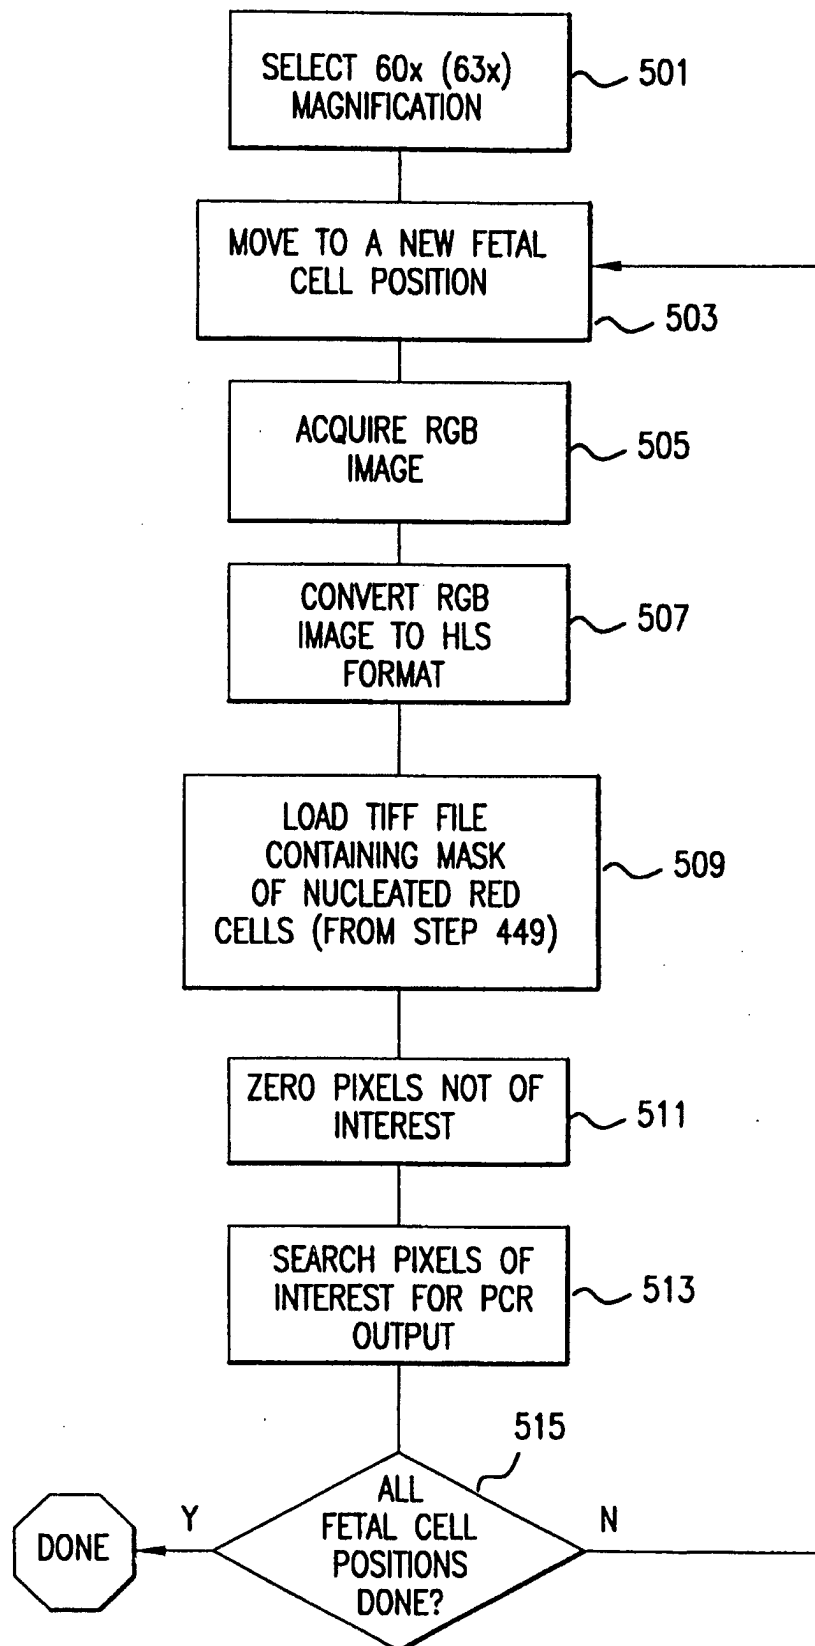 SELECT 60x (63x)
MAGNIFICATION
501
MOVE TO A NEW FETAL
CELL POSITION
503
ACQUIRE RGB
IMAGE
505
CONVERT RGB
IMAGE TO HLS
FORMAT
507
LOAD TIFF FILE
CONTAINING MASK
OF NUCLEATED RED
CELLS (FROM STEP 449)
509
ZERO PIXELS NOT OF
INTEREST
511
SEARCH PIXELS OF
INTEREST FOR PCR
OUTPUT
513
515
ALL
FETAL CELL
POSITIONS
DONE?
Y
N
DONE